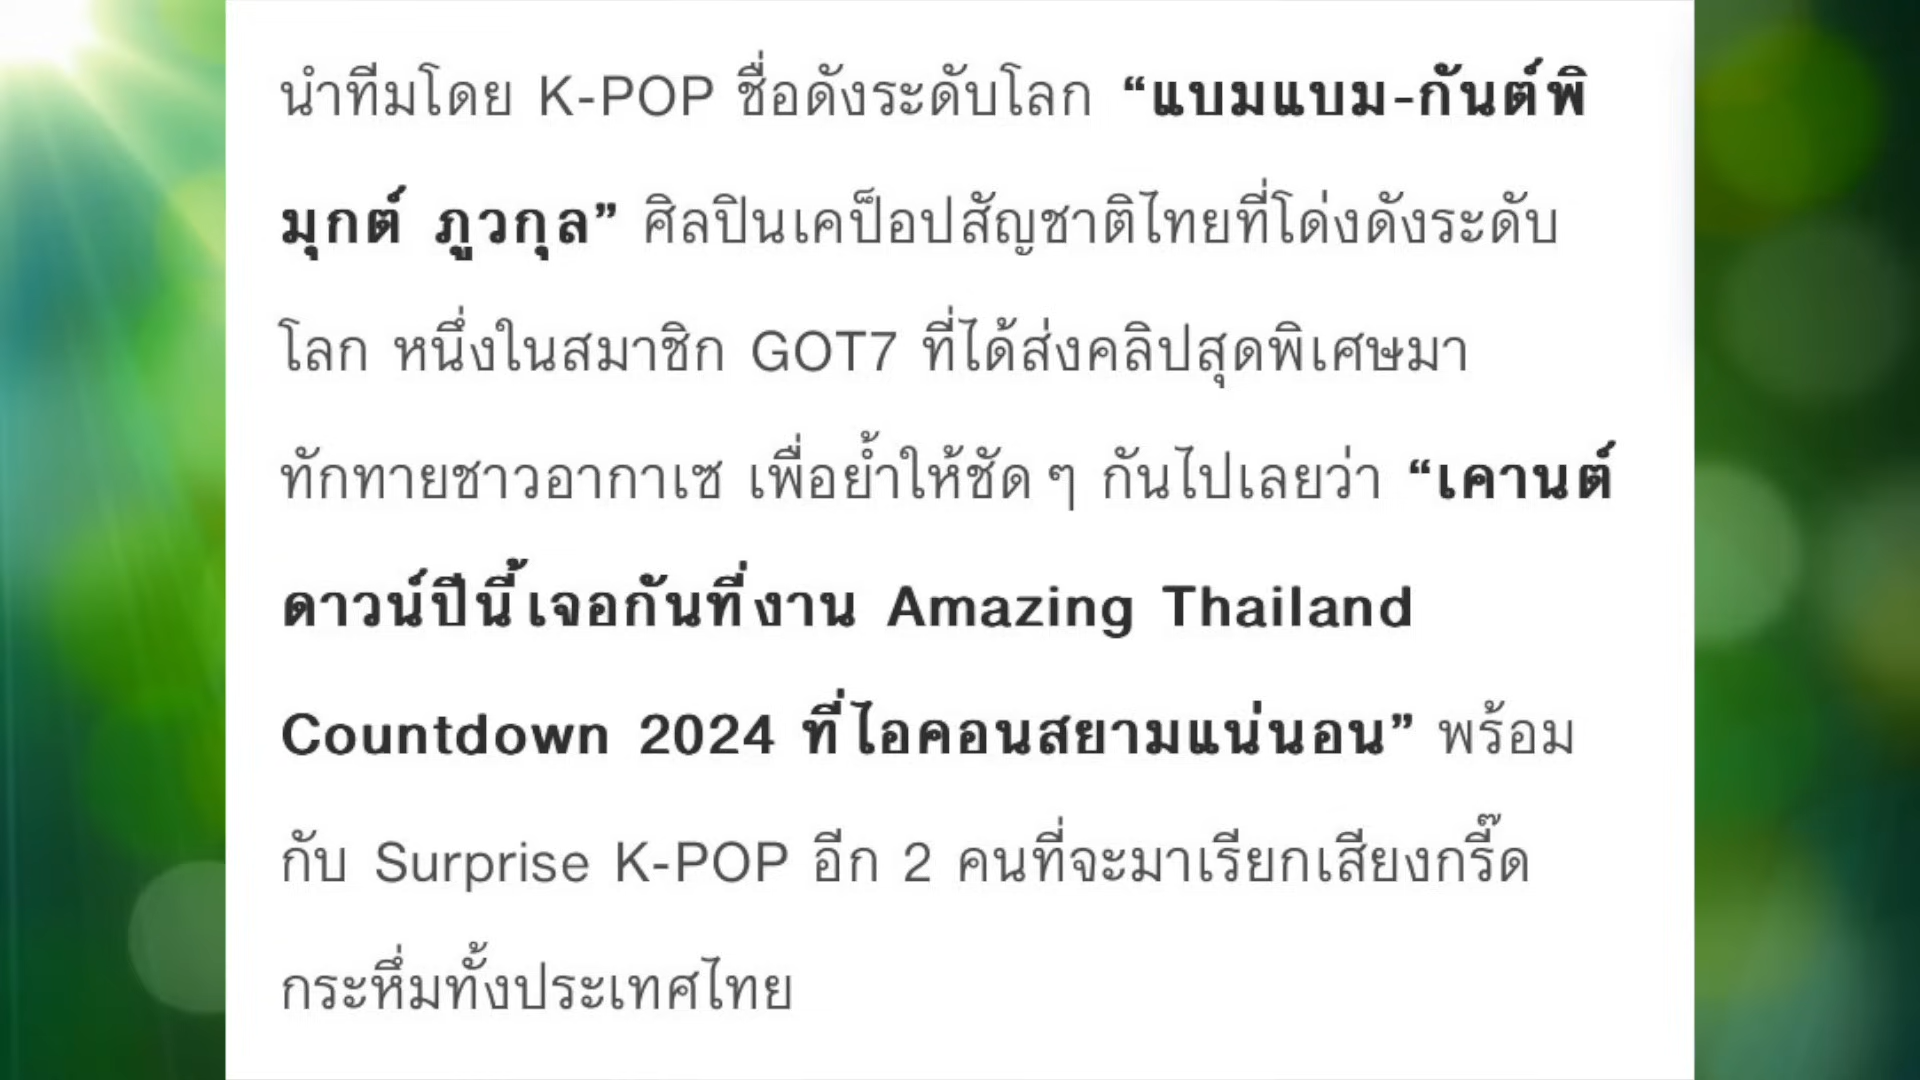 นำทีมโดย K-POP ชื่อดังระดับโลก “แบมแบม-กันต์พิ
มุกต์ ภูวกุล” ศิลปินเคป็อปสัญชาติไทยที่โด่งดังระดับ
โลก หนึ่งในสมาชิก GOT7 ที่ได้ส่งคลิปสุดพิเศษมา
ทักทายชาวอากาเซ เพื่อย้ำให้ชัด ๆ กันไปเลยว่า “เคานต์
ดาวน์ปีนี้เจอกันที่งาน Amazing Thailand
Countdown 2024 ที่ไอคอนสยามแน่นอน” พร้อม
กับ Surprise K-POP อีก 2 คนที่จะมาเรียกเสียงกรี๊ด
กระหึ่มทั้งประเทศไทย